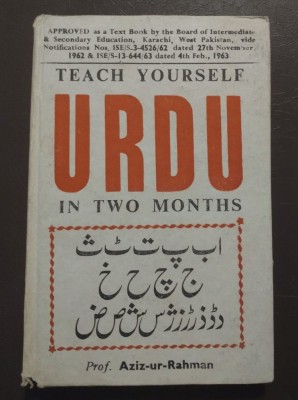 APPROVED as a Text Book by the Board of Intermediate
& Secondary Education, Karachi, West Pakistan, vide
Notifications Nos. ISE/S.3-4526/62 dated 27th November,
1962 & ISE/S-13-644/63 dated 4th Feb., 1963
TEACH YOURSELF
URDU
IN TWO MONTHS
ا ب پ ت ٹ ث
ج چ ح خ
د ڈ ذ ر ڑ ز ژ س ش ص ض
Prof. Aziz-ur-Rahman